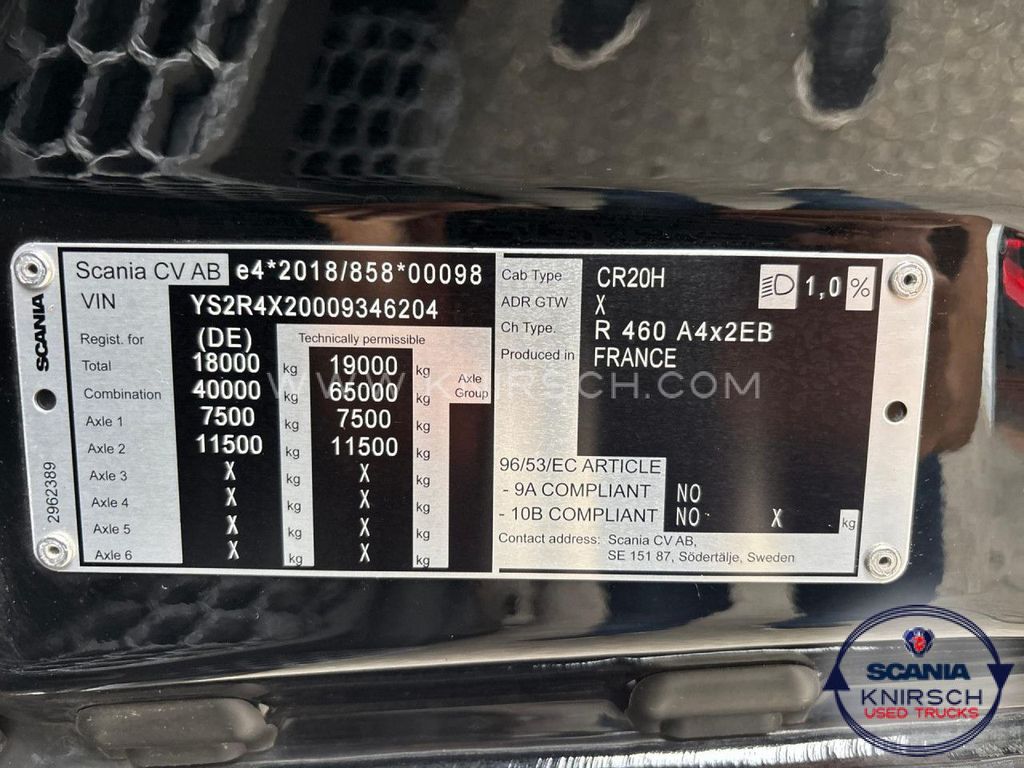 Scania CV AB e4*2018/858*00098
VIN YS2R4X20009346204
Regist. for (DE) Technically permissible
Total 18000 kg 19000 kg Axle Group
Combination 40000 kg 65000 kg
Axle 1 7500 kg 7500 kg
Axle 2 11500 kg 11500 kg
Axle 3 X kg X kg
Axle 4 X kg X kg
Axle 5 X kg X kg
Axle 6 X kg X kg
SCANIA
2962389
Cab Type CR20H 1,0 %
ADR GTW X
Ch Type. R 460 A4x2EB
Produced in FRANCE
96/53/EC ARTICLE
- 9A COMPLIANT NO
- 10B COMPLIANT NO X kg
Contact address: Scania CV AB,
SE 151 87, Södertälje, Sweden
WWW.KNIRSCH.COM
SCANIA
KNIRSCH
USED TRUCKS